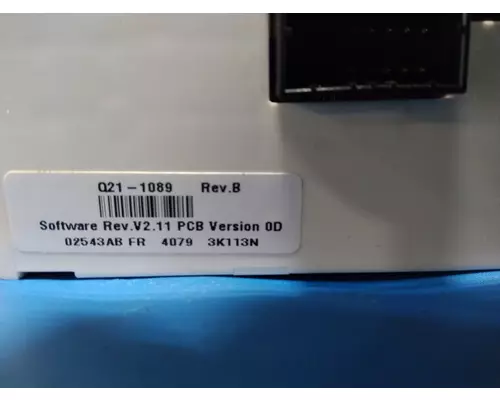 Q21-1089 Rev.B
Software Rev.V2.11 PCB Version 0D
02543AB FR 4079 3K113N